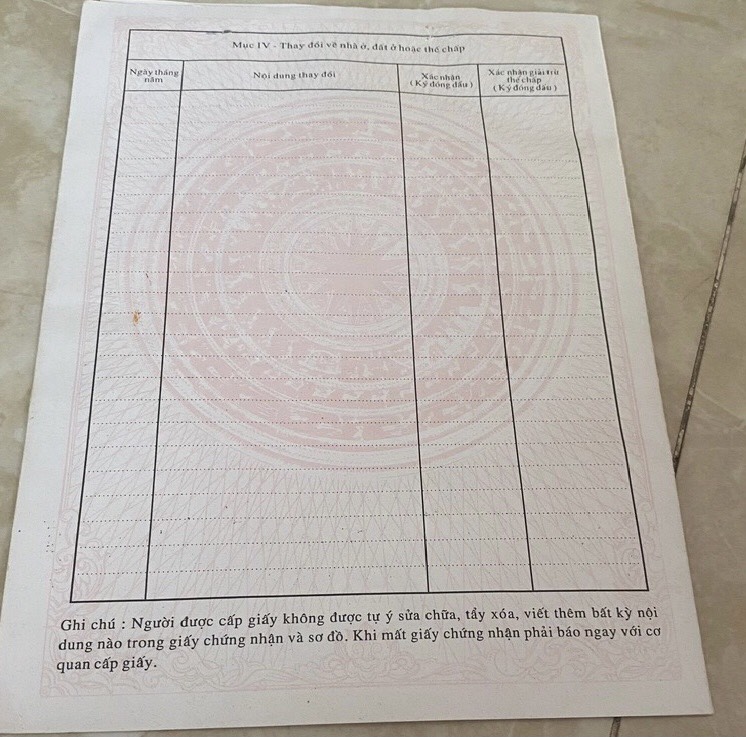 Mục IV - Thay đổi về nhà ở, đất ở hoặc thế chấp
Ngày tháng
năm
Nội dung thay đổi
Xác nhận
( Ký đóng dấu )
Xác nhận giải trừ
thế chấp
( Ký đóng dấu )
Ghi chú : Người được cấp giấy không được tự ý sửa chữa, tẩy xóa, viết thêm bất kỳ nội
dung nào trong giấy chứng nhận và sơ đồ. Khi mất giấy chứng nhận phải báo ngay với cơ
quan cấp giấy.